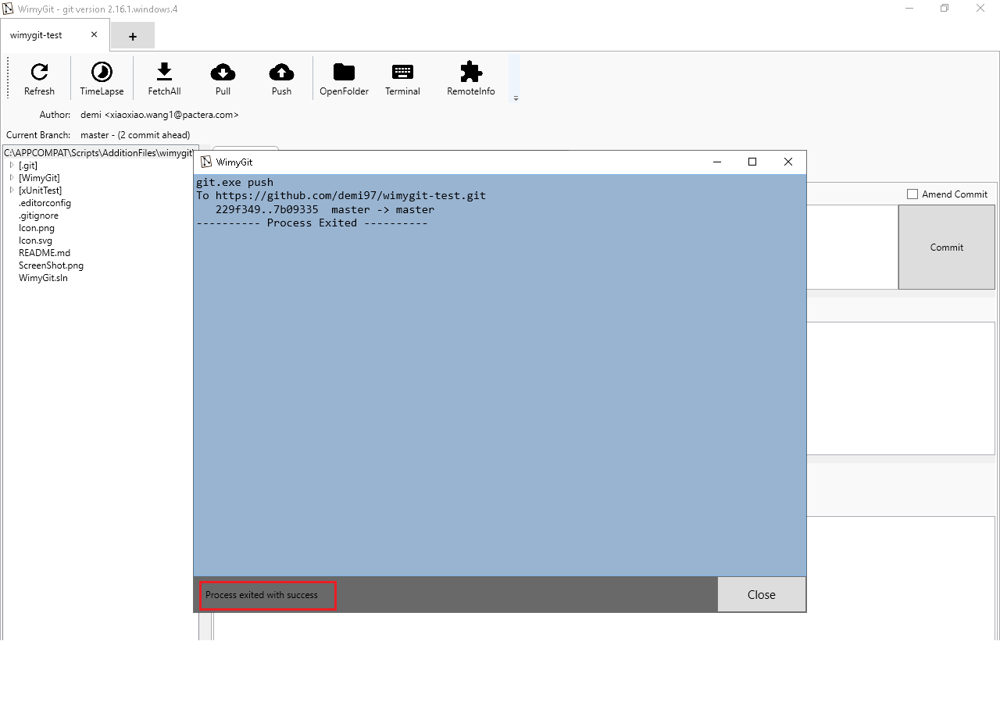 WimyGit - git version 2.16.1.windows.4
wimygit-test
+
Refresh
TimeLapse
FetchAll
Pull
Push
OpenFolder
Terminal
RemoteInfo
Author: demi <xiaoxiao.wang1@pactera.com>
Current Branch: master - (2 commit ahead)
C:\APPCOMPAT\Scripts\AdditionFiles\wimygit
[.git]
[WimyGit]
[xUnitTest]
.editorconfig
.gitignore
Icon.png
Icon.svg
README.md
ScreenShot.png
WimyGit.sln
WimyGit
git.exe push
To https://github.com/demi97/wimygit-test.git
229f349..7b09335 master -> master
---------- Process Exited ----------
Process exited with success
Close
Amend Commit
Commit